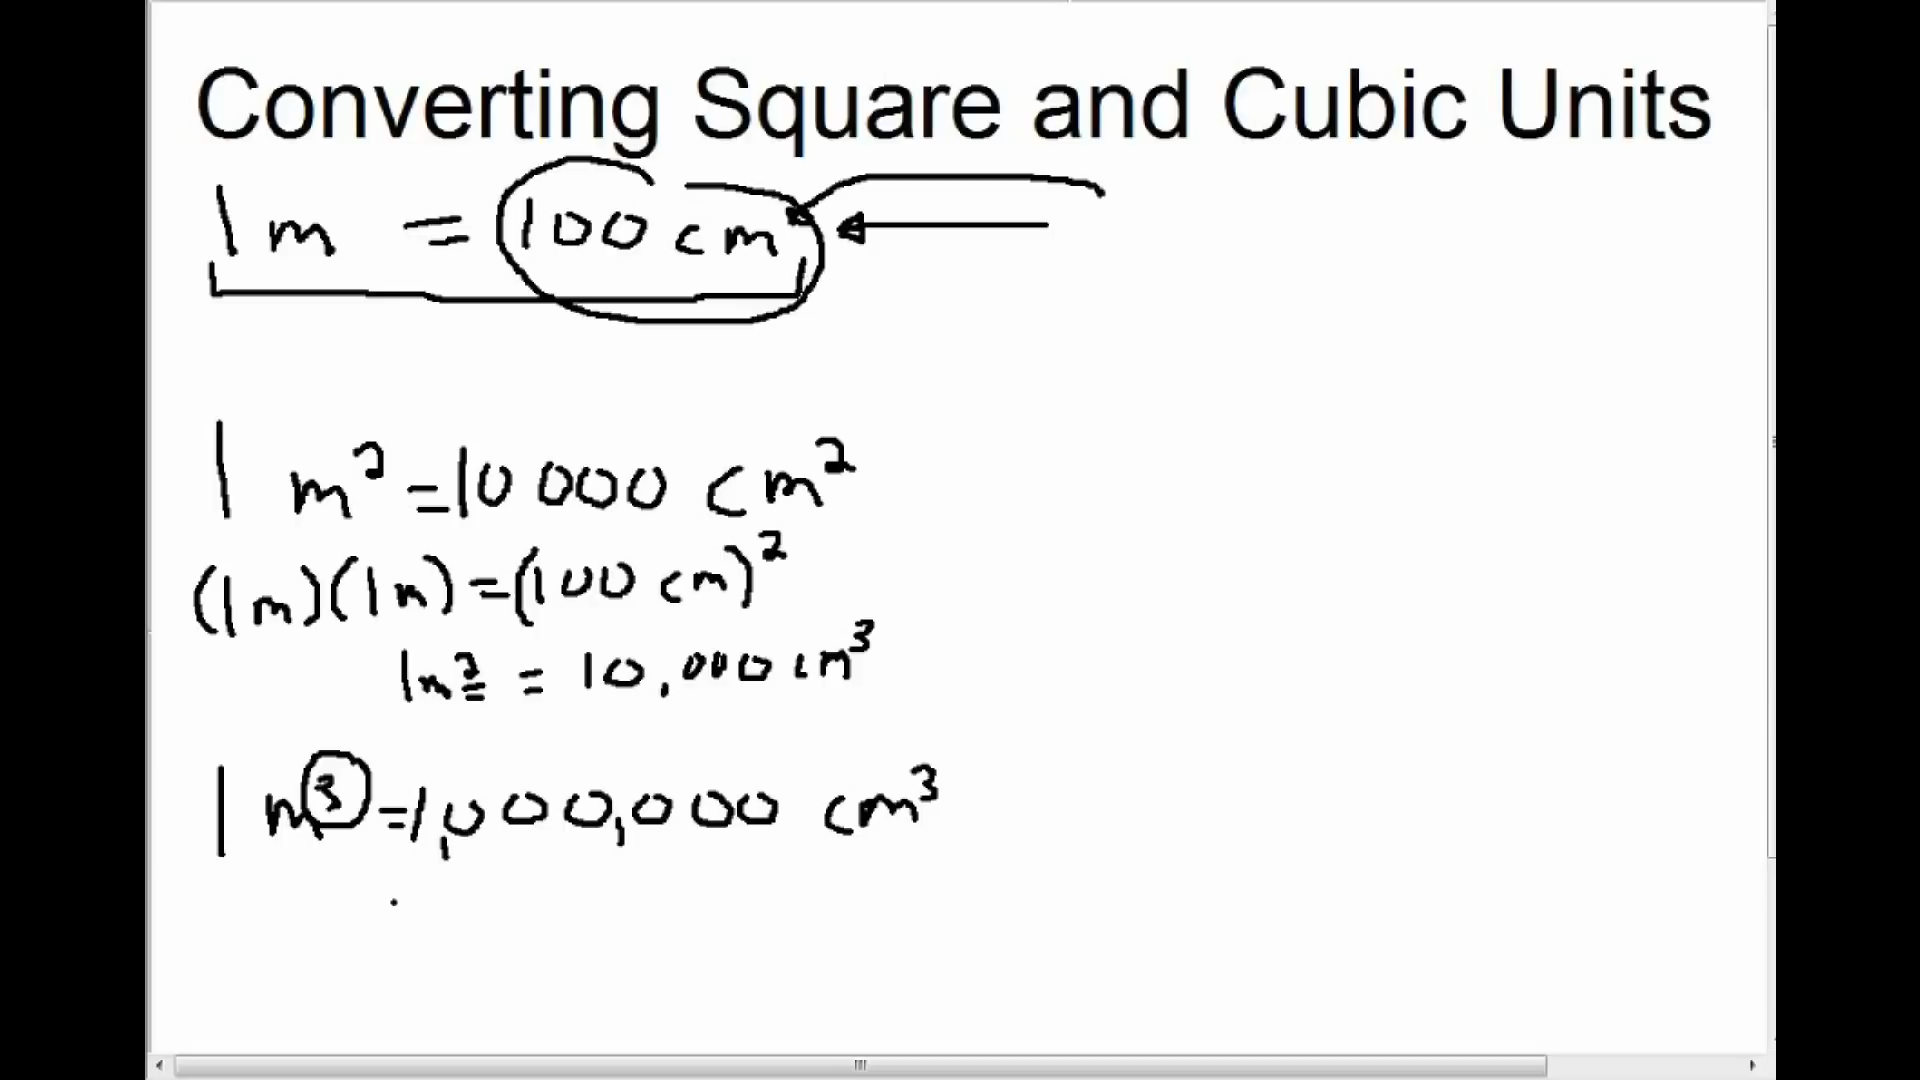 Converting Square and Cubic Units
1 m = 100 cm
1 m² = 10 000 cm²
(1m)(1m) = (100 cm)²
1m² = 10,000 cm³
1 m³ = 1,000,000 cm³